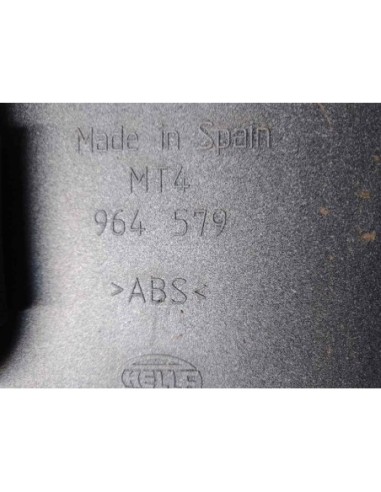 Made in Spain
MT4
964 579
>ABS<
HELLA